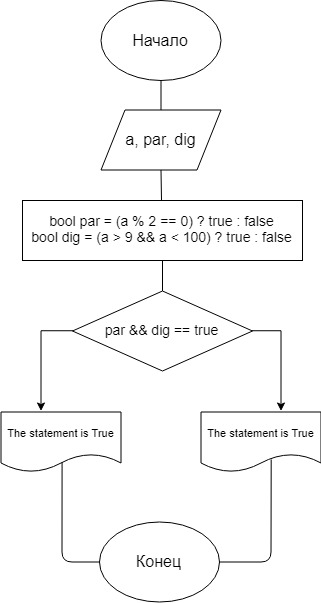 Начало
a, par, dig
bool par = (a % 2 == 0) ? true : false
bool dig = (a > 9 && a < 100) ? true : false
par && dig == true
The statement is True
The statement is True
Конец